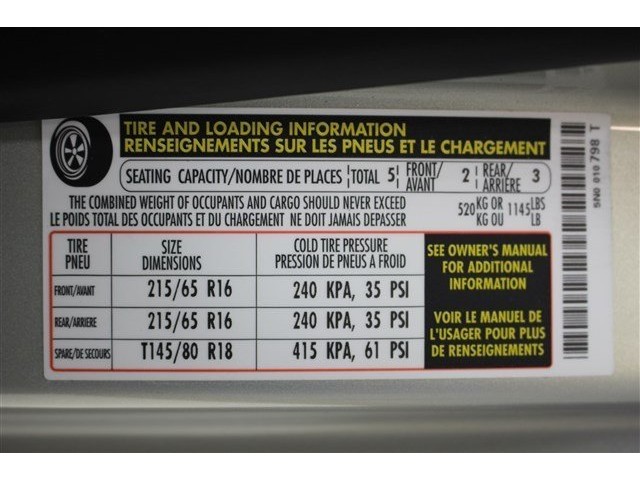 TIRE AND LOADING INFORMATION
RENSEIGNEMENTS SUR LES PNEUS ET LE CHARGEMENT
SEATING CAPACITY/NOMBRE DE PLACES TOTAL 5 FRONT/AVANT 2 REAR/ARRIÈRE 3
THE COMBINED WEIGHT OF OCCUPANTS AND CARGO SHOULD NEVER EXCEED 520 KG OR 1145 LBS
LE POIDS TOTAL DES OCCUPANTS ET DU CHARGEMENT NE DOIT JAMAIS DEPASSER KG OU LB
TIRE PNEU
SIZE DIMENSIONS
COLD TIRE PRESSURE
PRESSION DE PNEUS A FROID
FRONT/AVANT 215/65 R16 240 KPA, 35 PSI
REAR/ARRIERE 215/65 R16 240 KPA, 35 PSI
SPARE/DE SECOURS T145/80 R18 415 KPA, 61 PSI
SEE OWNER'S MANUAL
FOR ADDITIONAL
INFORMATION
VOIR LE MANUEL DE
L'USAGER POUR PLUS
DE RENSEIGNEMENTS
5N0 010 798 T